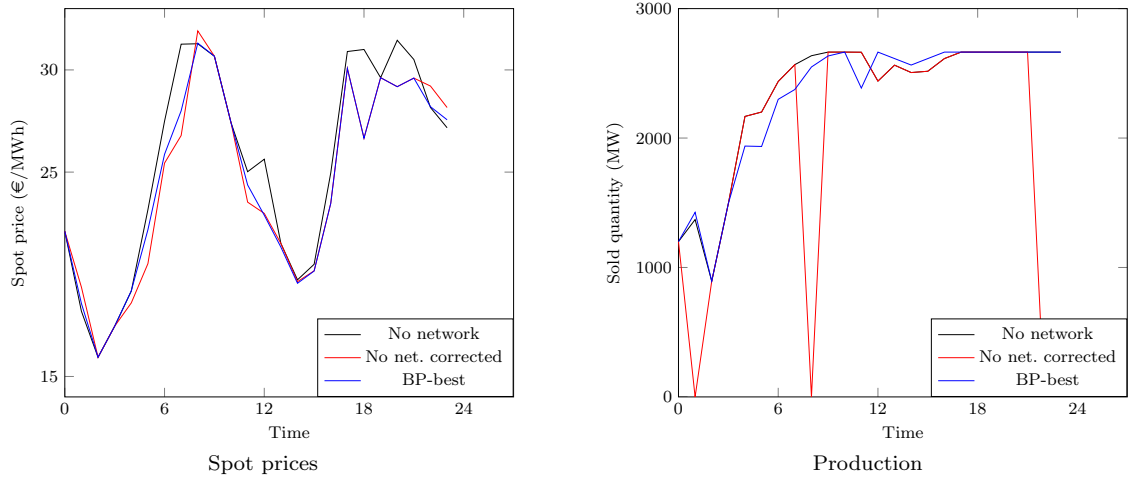 30
25
15
0
6
12
18
24
Time
Spot price (€/MWh)
No network
No net. corrected
BP-best
Spot prices
3000
2000
1000
0
0
6
12
18
24
Time
Sold quantity (MW)
No network
No net. corrected
BP-best
Production